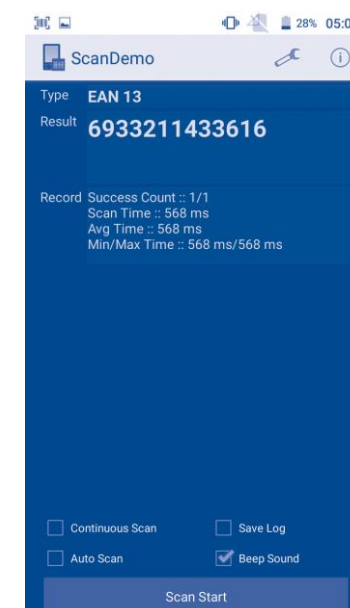 28% 05:0
ScanDemo
Type EAN 13
Result 6933211433616
Record Success Count :: 1/1
Scan Time :: 568 ms
Avg Time :: 568 ms
Min/Max Time :: 568 ms/568 ms
Continuous Scan Save Log
Auto Scan Beep Sound
Scan Start